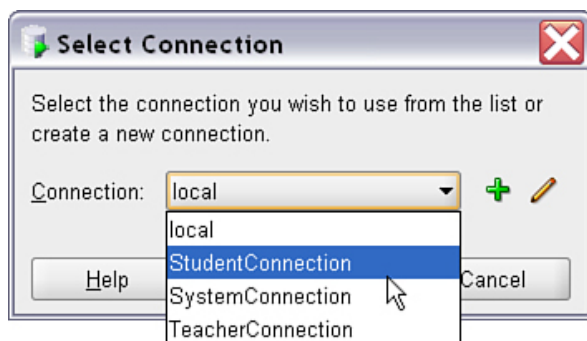 Select Connection
Select the connection you wish to use from the list or
create a new connection.
Connection: local
local
StudentConnection
SystemConnection
TeacherConnection
Help Cancel